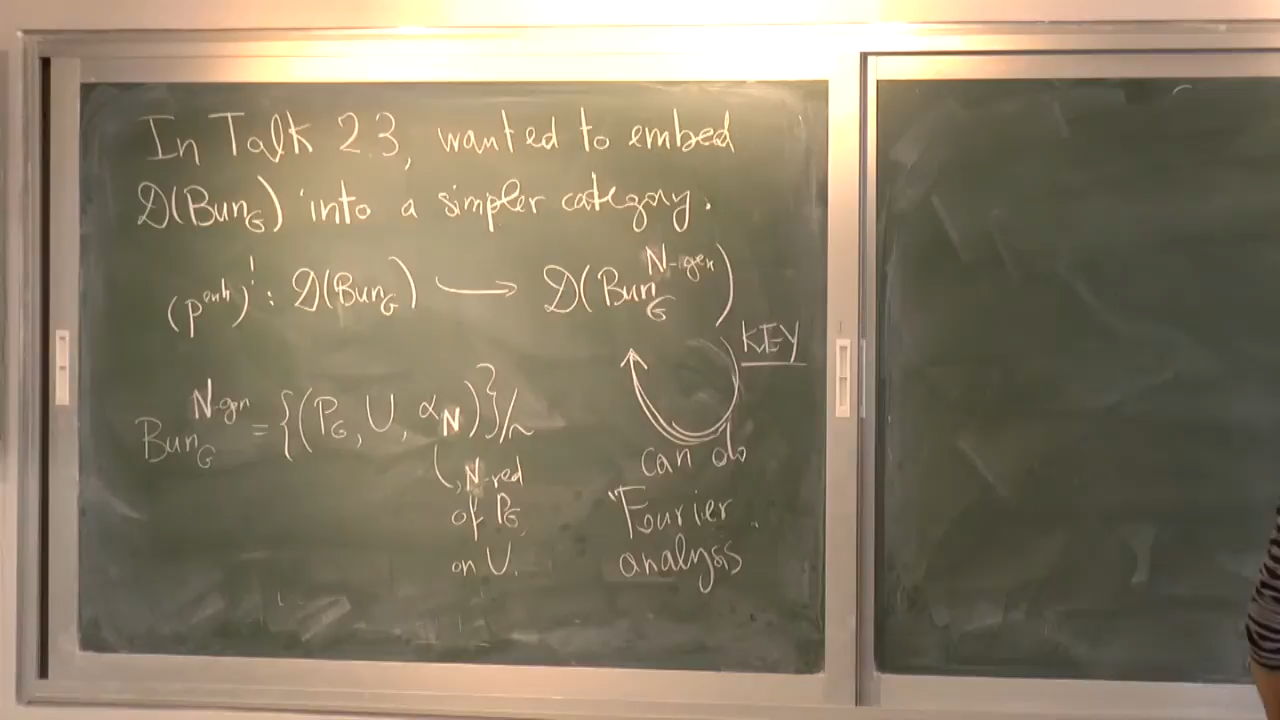 In Talk 2.3, wanted to embed
D(Bun_G) into a simpler category.
(p^enh)^! : D(Bun_G) ⟶ D(Bun_G^N-gen)
KEY
Bun_G^N-gen = {(P_G, U, α_N)}/~
N-red
of P_G
on U.
can do
"Fourier
analysis